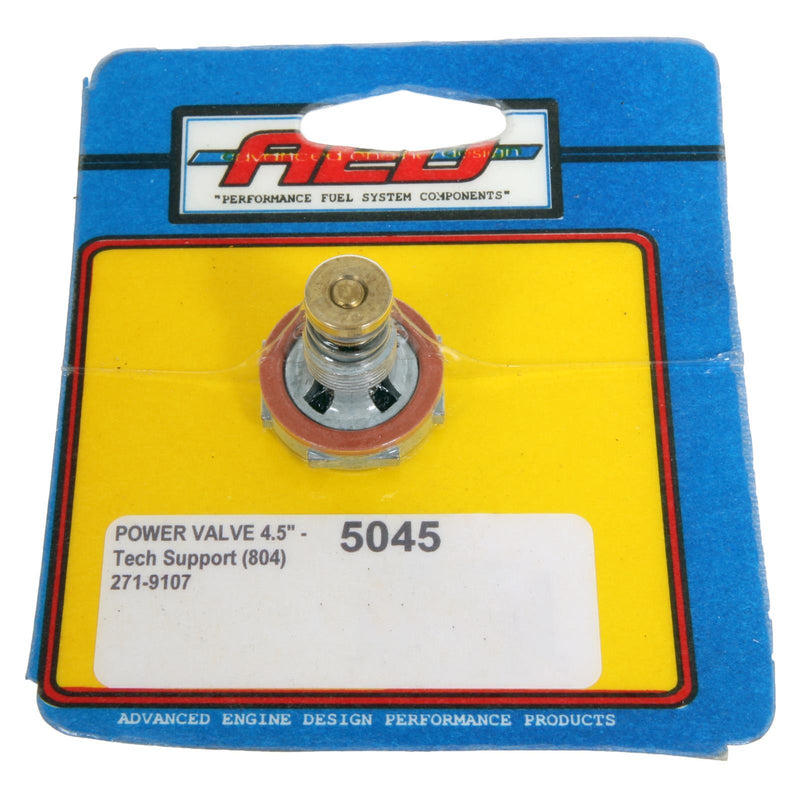 AED
advanced engine design
"PERFORMANCE FUEL SYSTEM COMPONENTS"
POWER VALVE 4.5" - 5045
Tech Support (804)
271-9107
ADVANCED ENGINE DESIGN PERFORMANCE PRODUCTS